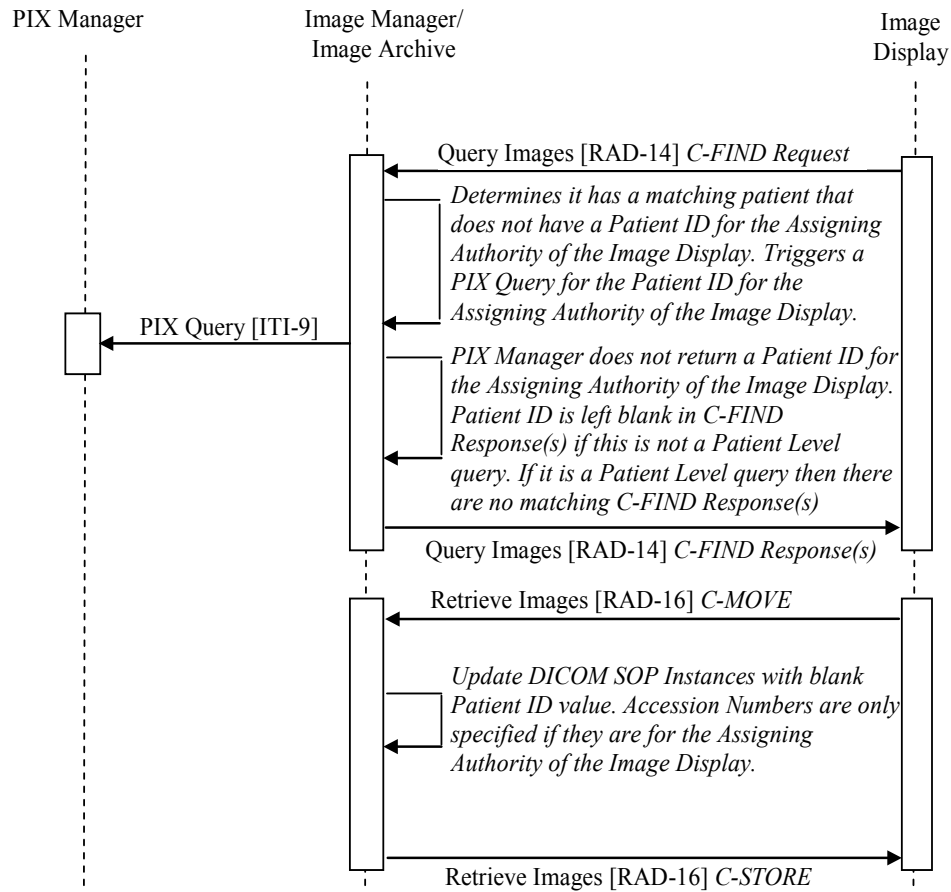 PIX Manager
Image Manager/
Image Archive
Image
Display
Query Images [RAD-14] C-FIND Request
Determines it has a matching patient that
does not have a Patient ID for the Assigning
Authority of the Image Display. Triggers a
PIX Query for the Patient ID for the
Assigning Authority of the Image Display.
PIX Query [ITI-9]
PIX Manager does not return a Patient ID for
the Assigning Authority of the Image Display.
Patient ID is left blank in C-FIND
Response(s) if this is not a Patient Level
query. If it is a Patient Level query then there
are no matching C-FIND Response(s)
Query Images [RAD-14] C-FIND Response(s)
Retrieve Images [RAD-16] C-MOVE
Update DICOM SOP Instances with blank
Patient ID value. Accession Numbers are only
specified if they are for the Assigning
Authority of the Image Display.
Retrieve Images [RAD-16] C-STORE